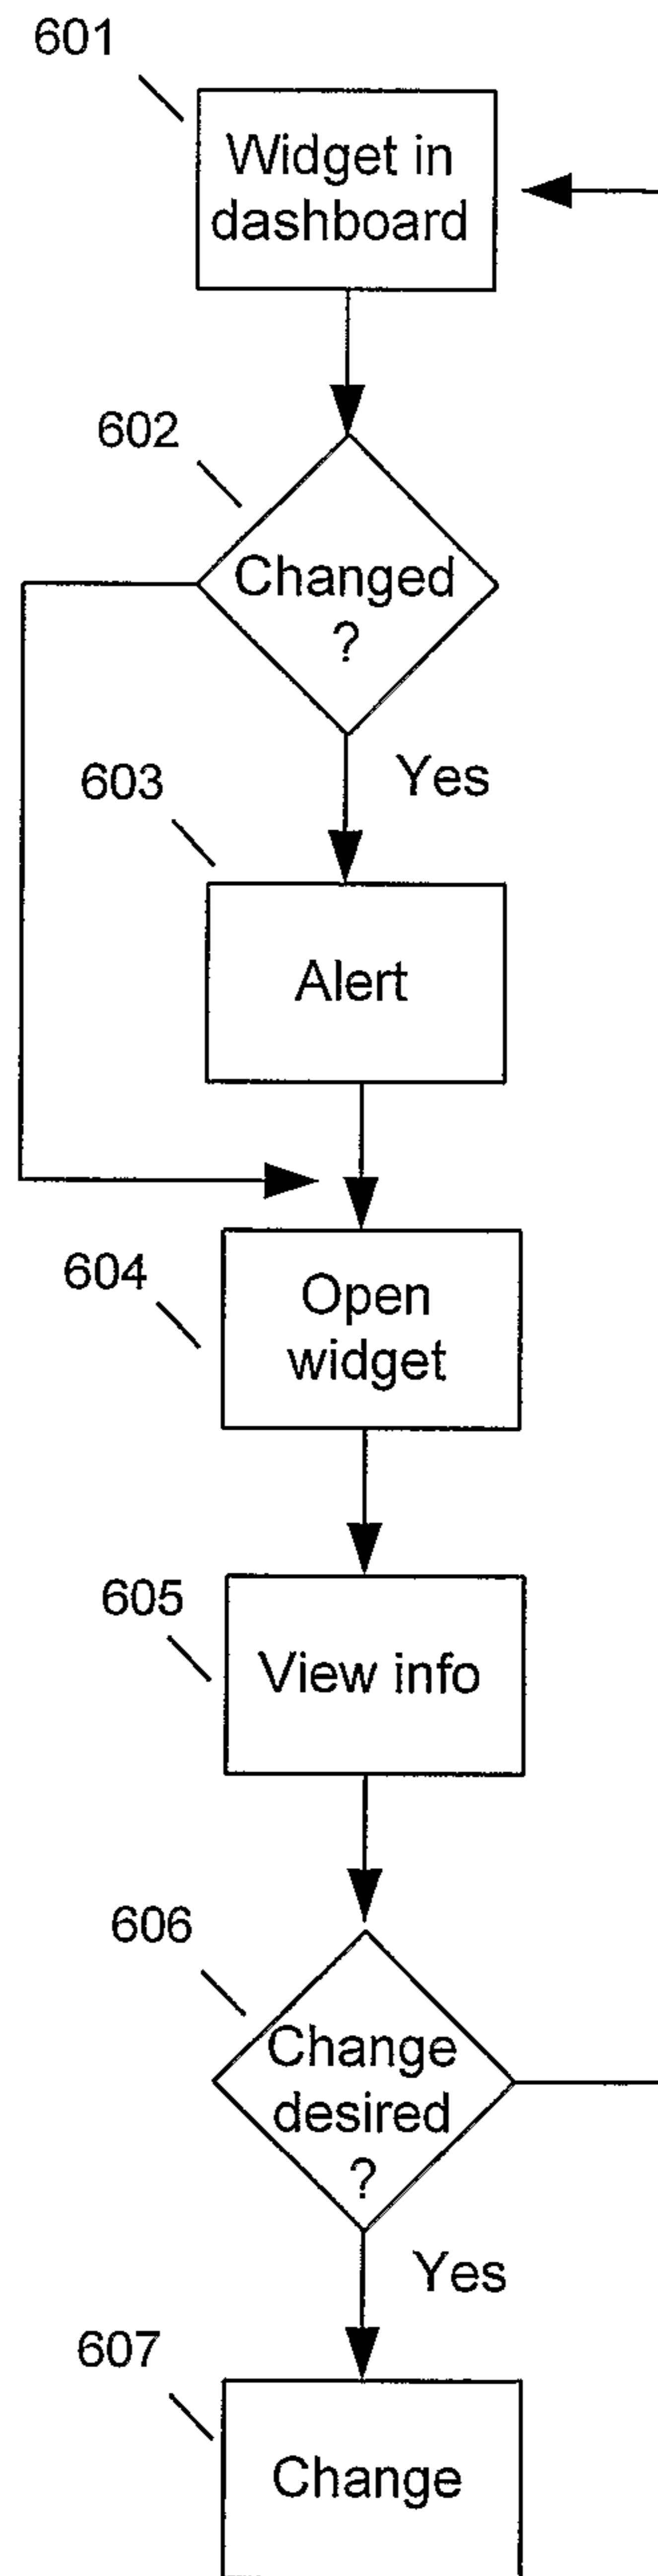 601
Widget in
dashboard
602
Changed
?
Yes
603
Alert
604
Open
widget
605
View info
606
Change
desired
?
Yes
607
Change